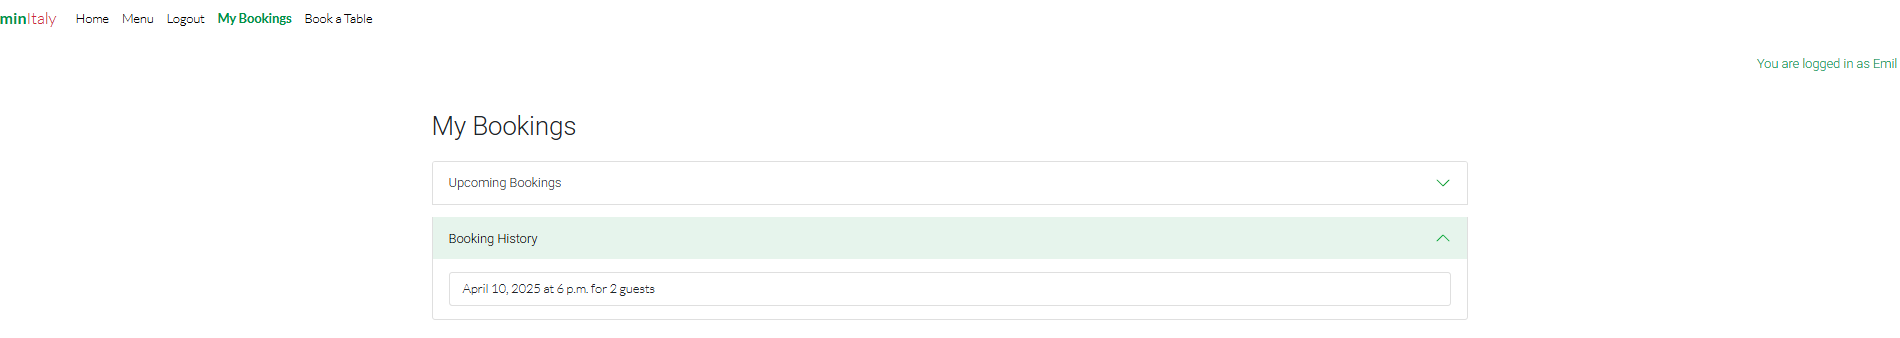 minItaly Home Menu Logout My Bookings Book a Table
You are logged in as Emil
My Bookings
Upcoming Bookings
Booking History
April 10, 2025 at 6 p.m. for 2 guests